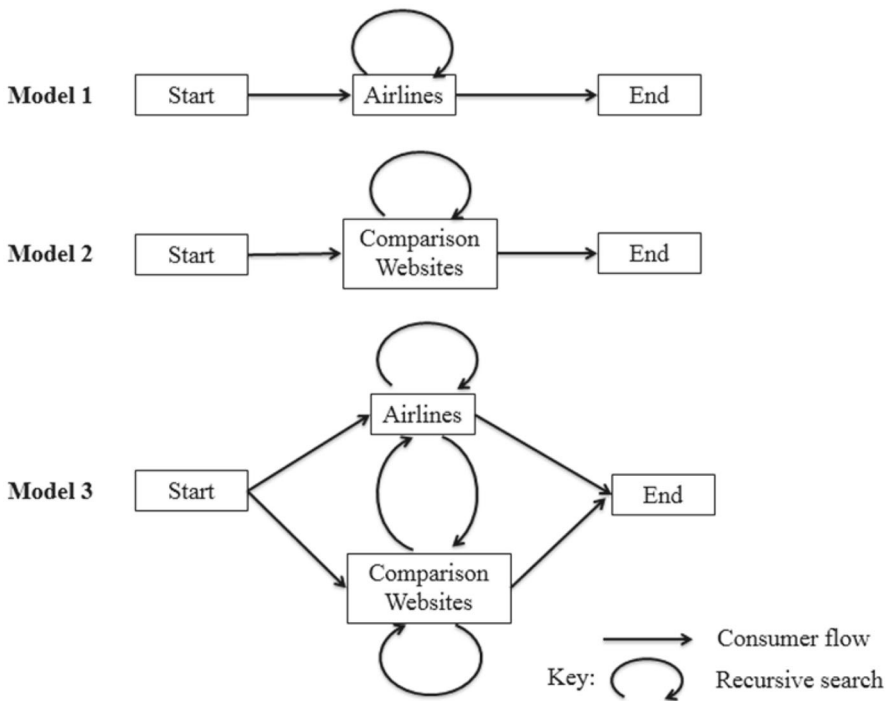 Model 1
Start
Airlines
End
Model 2
Start
Comparison
Websites
End
Model 3
Start
Airlines
Comparison
Websites
End
Key:
Consumer flow
Recursive search